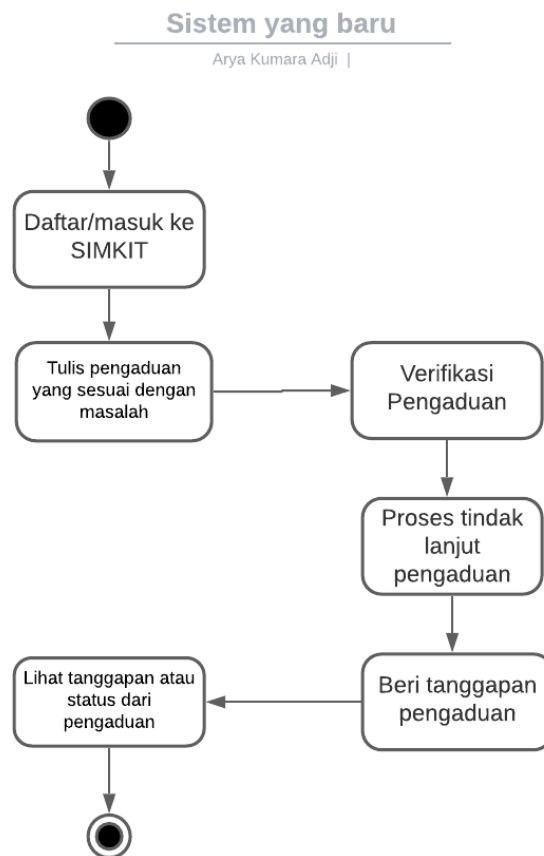 Sistem yang baru
Arya Kumara Adji |
Daftar/masuk ke
SIMKIT
Tulis pengaduan
yang sesuai dengan
masalah
Verifikasi
Pengaduan
Proses tindak
lanjut
pengaduan
Beri tanggapan
pengaduan
Lihat tanggapan atau
status dari
pengaduan